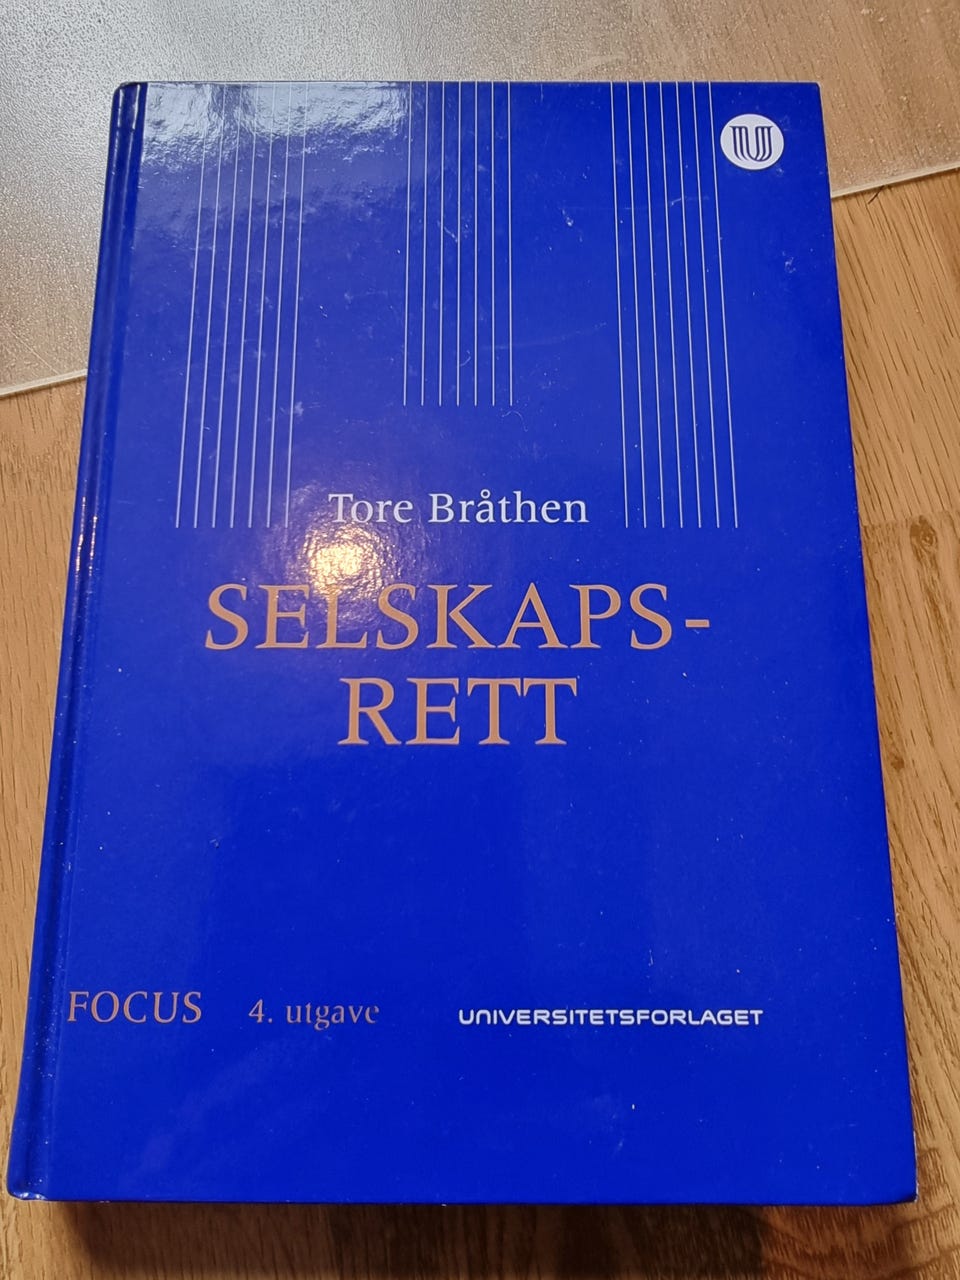 Tore Bråthen
SELSKAPS-
RETT
FOCUS 4. utgave UNIVERSITETSFORLAGET